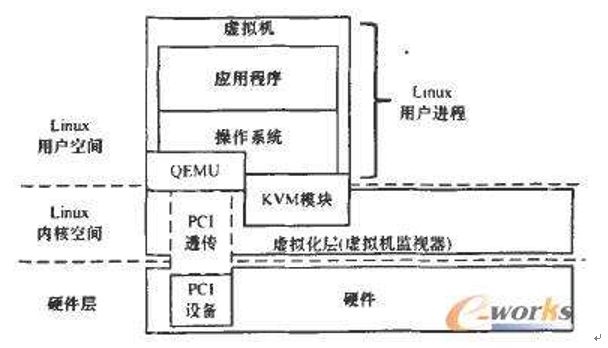 虚拟机
应用程序
Linux
用户进程
操作系统
Linux
用户空间
QEMU
KVM模块
Linux
内核空间
PCI
透传
虚拟化层(虚拟机监视器)
PCI
设备
硬件层
硬件
e-works